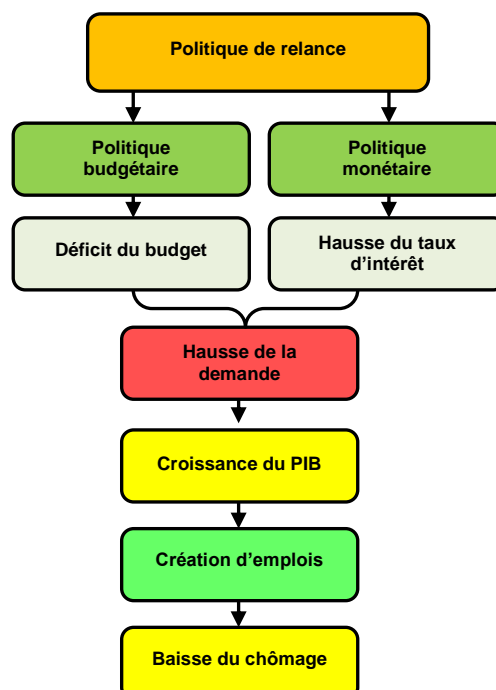 Politique de relance
Politique
budgétaire
Politique
monétaire
Déficit du budget
Hausse du taux
d'intérêt
Hausse de la
demande
Croissance du PIB
Création d'emplois
Baisse du chômage